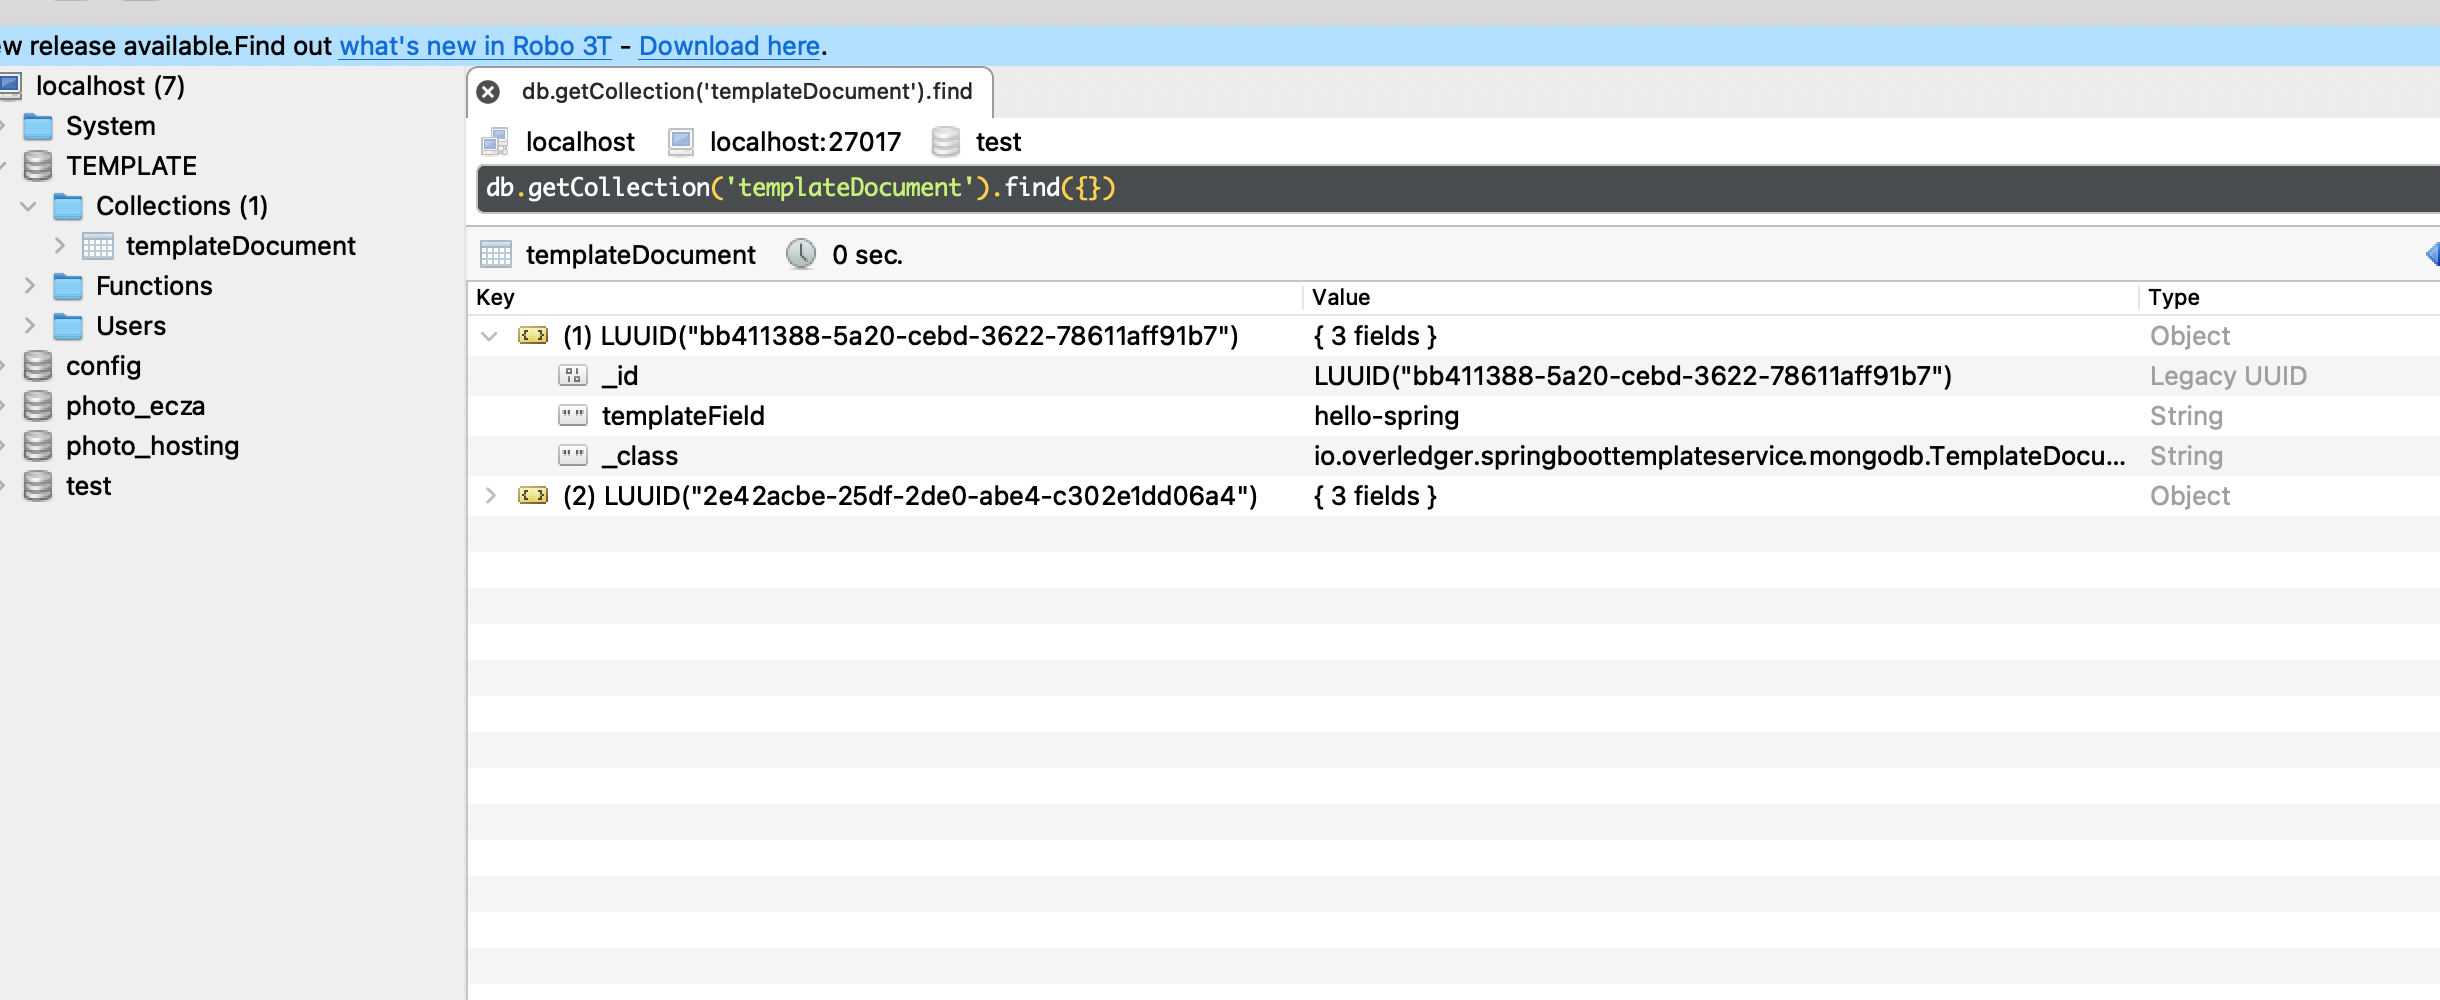 ew release available.Find out what's new in Robo 3T - Download here.
localhost (7)
System
TEMPLATE
Collections (1)
templateDocument
Functions
Users
config
photo_ecza
photo_hosting
test
db.getCollection('templateDocument').find
localhost localhost:27017 test
db.getCollection('templateDocument').find({})
templateDocument 0 sec.
Key Value Type
(1) LUUID("bb411388-5a20-cebd-3622-78611aff91b7") { 3 fields } Object
_id LUUID("bb411388-5a20-cebd-3622-78611aff91b7") Legacy UUID
templateField hello-spring String
_class io.overledger.springboottemplateservice.mongodb.TemplateDocu... String
(2) LUUID("2e42acbe-25df-2de0-abe4-c302e1dd06a4") { 3 fields } Object